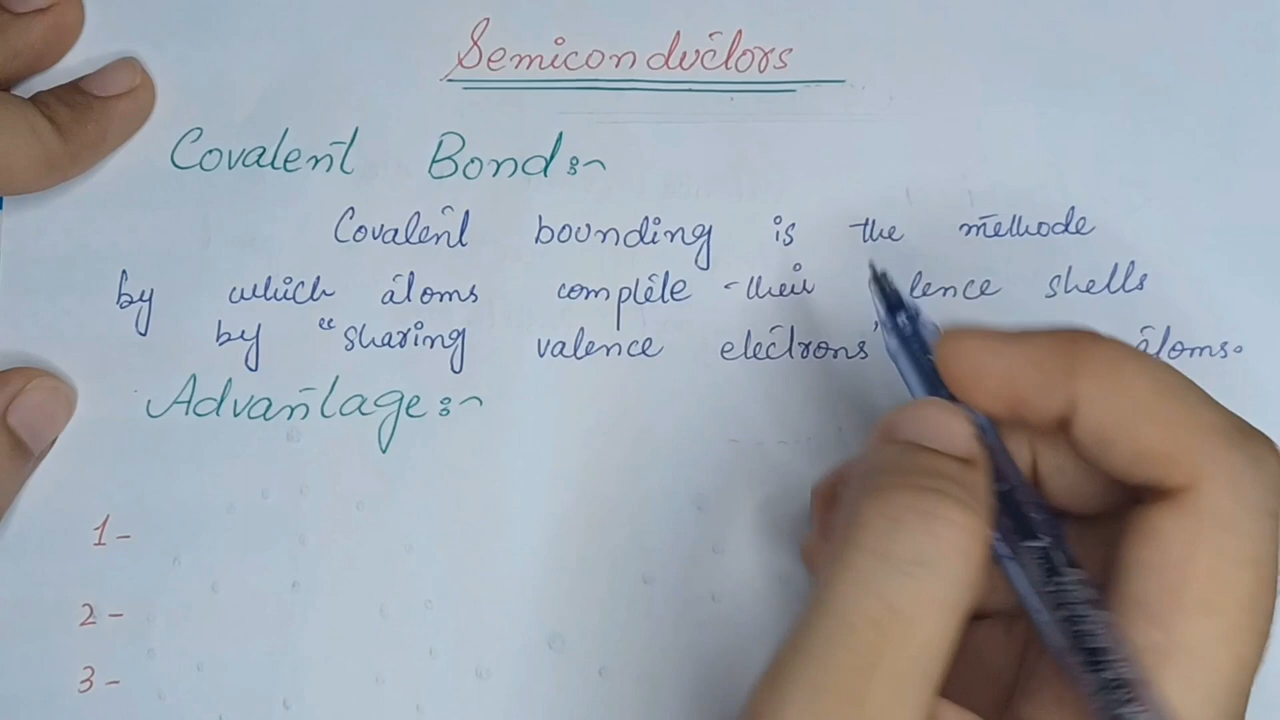 Semiconductors
Covalent Bond:~
Covalent bounding is the methode
by which atoms complete their lence shells
by "sharing valence electrons" atoms.
Advantage:~
1-
2-
3-